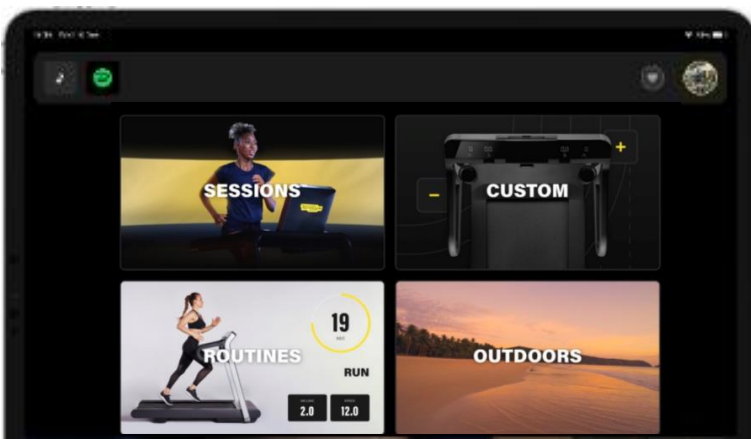 SESSIONS
CUSTOM
+
-
ROUTINES
19
RUN
2.0
12.0
OUTDOORS